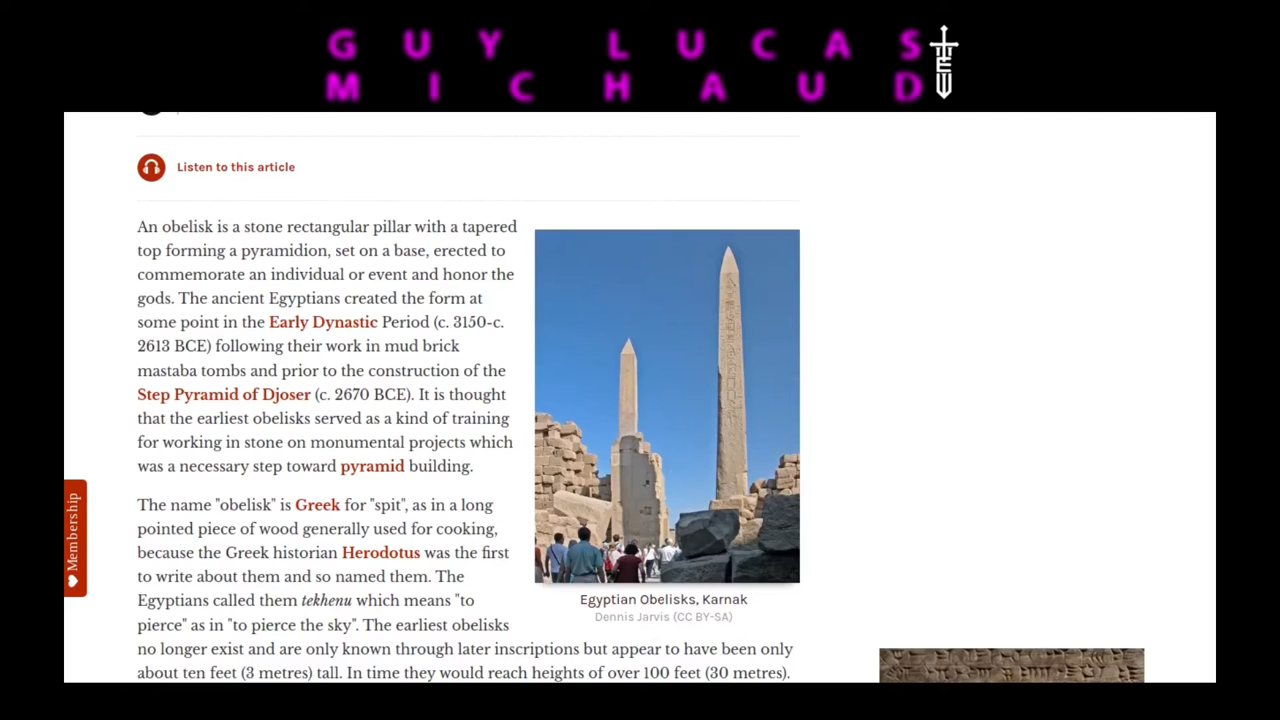 GUY LUCAS
MICHAUD
TEW
Listen to this article
An obelisk is a stone rectangular pillar with a tapered
top forming a pyramidion, set on a base, erected to
commemorate an individual or event and honor the
gods. The ancient Egyptians created the form at
some point in the Early Dynastic Period (c. 3150-c.
2613 BCE) following their work in mud brick
mastaba tombs and prior to the construction of the
Step Pyramid of Djoser (c. 2670 BCE). It is thought
that the earliest obelisks served as a kind of training
for working in stone on monumental projects which
was a necessary step toward pyramid building.
The name "obelisk" is Greek for "spit", as in a long
pointed piece of wood generally used for cooking,
because the Greek historian Herodotus was the first
to write about them and so named them. The
Egyptians called them tekhenu which means "to
pierce" as in "to pierce the sky". The earliest obelisks
no longer exist and are only known through later inscriptions but appear to have been only
about ten feet (3 metres) tall. In time they would reach heights of over 100 feet (30 metres).
Egyptian Obelisks, Karnak
Dennis Jarvis (CC BY-SA)
Membership